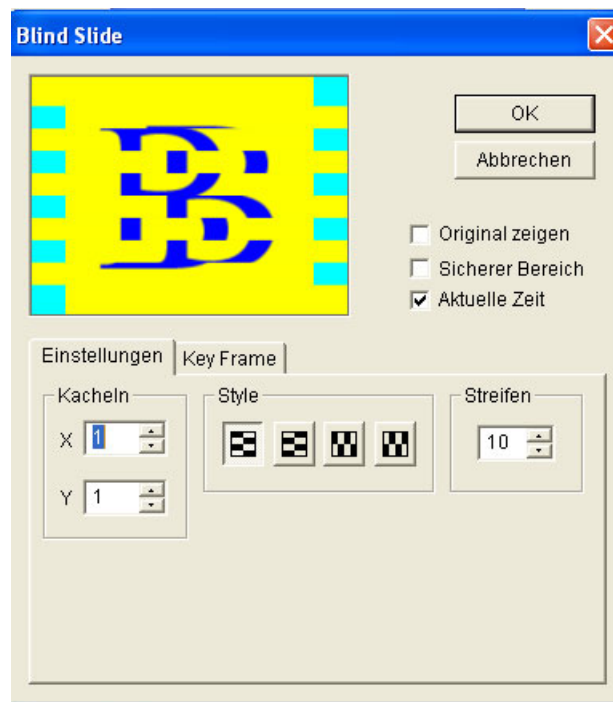 Blind Slide
OK
Abbrechen
Original zeigen
Sicherer Bereich
Aktuelle Zeit
Einstellungen
Key Frame
Kacheln
Style
Streifen
X 1
10
Y 1